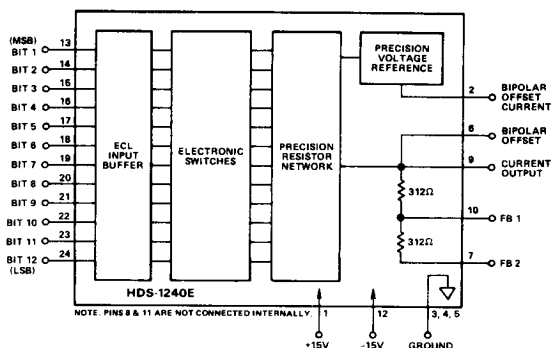 (MSB)
BIT 1 13
BIT 2 14
BIT 3 15
BIT 4 16
BIT 5 17
BIT 6 18
BIT 7 19
BIT 8 20
BIT 9 21
BIT 10 22
BIT 11 23
BIT 12 24
(LSB)
ECL
INPUT
BUFFER
ELECTRONIC
SWITCHES
PRECISION
RESISTOR
NETWORK
PRECISION
VOLTAGE
REFERENCE
2 BIPOLAR
OFFSET
CURRENT
6 BIPOLAR
OFFSET
9 CURRENT
OUTPUT
312Ω
10 FB 1
312Ω
7 FB 2
HDS-1240E
NOTE. PINS 8 & 11 ARE NOT CONNECTED INTERNALLY.
1 12 3, 4, 5
+15V -15V GROUND